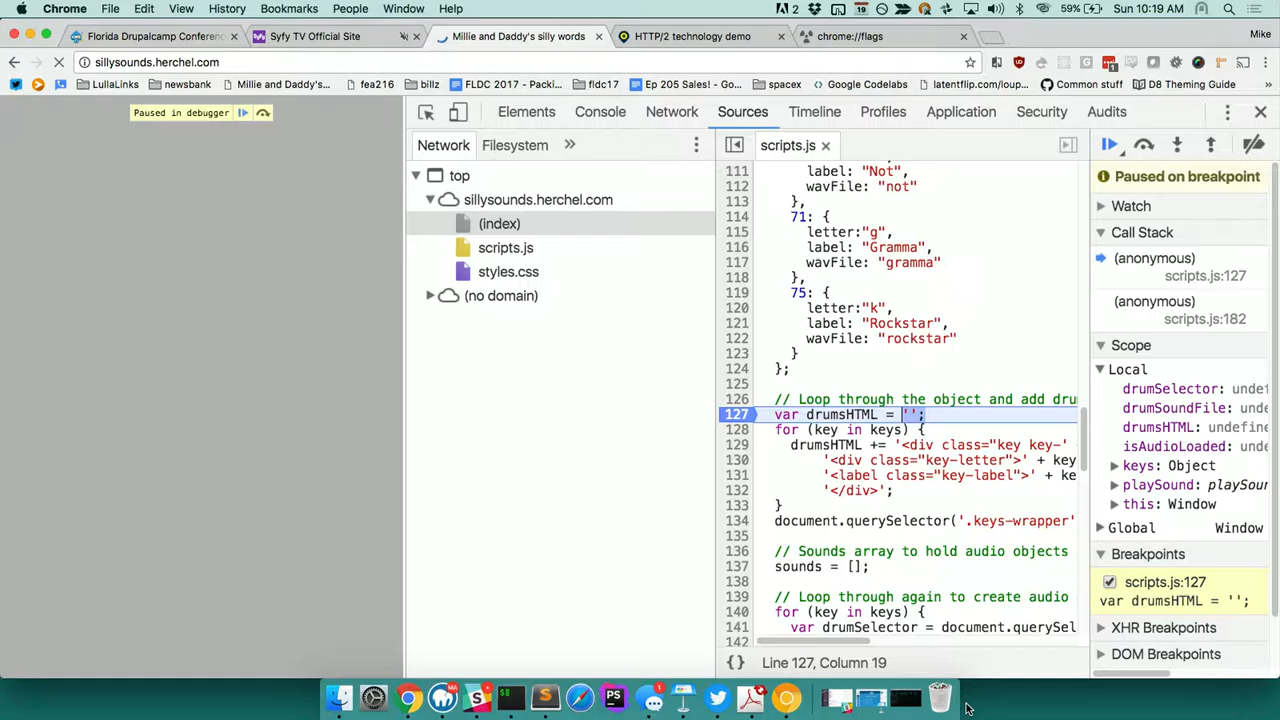 Chrome File Edit View History Bookmarks People Window Help 2 19 59% Sun 10:19 AM
Florida Drupalcamp Conferenc Syfy TV Official Site Millie and Daddy's silly words HTTP/2 technology demo chrome://flags Mike
sillysounds.herchel.com
LullaLinks newsbank Millie and Daddy's fea216 billz FLDC 2017 - Packi fldc17 Ep 205 Sales! - Go... spacex Google Codelabs latentflip.com/loup... Common stuff D8 Theming Guide
Paused in debugger
Elements Console Network Sources Timeline Profiles Application Security Audits
Network Filesystem »
top
sillysounds.herchel.com
(index)
scripts.js
styles.css
(no domain)
scripts.js
111 label: "Not",
112 wavFile: "not"
113 },
114 71: {
115 letter:"g",
116 label: "Gramma",
117 wavFile: "gramma"
118 },
119 75: {
120 letter:"k",
121 label: "Rockstar",
122 wavFile: "rockstar"
123 }
124 };
125
126 // Loop through the object and add dru
127 var drumsHTML = '';
128 for (key in keys) {
129 drumsHTML += '<div class="key key-'
130 '<div class="key-letter">' + key
131 '<label class="key-label">' + ke
132 '</div>';
133 }
134 document.querySelector('.keys-wrapper'
135
136 // Sounds array to hold audio objects
137 sounds = [];
138
139 // Loop through again to create audio
140 for (key in keys) {
141 var drumSelector = document.querySel
142
{} Line 127, Column 19
Paused on breakpoint
Watch
Call Stack
(anonymous)
scripts.js:127
(anonymous)
scripts.js:182
Scope
Local
drumSelector: undef
drumSoundFile: und
drumsHTML: undefine
isAudioLoaded: unde
keys: Object
playSound: playSoun
this: Window
Global Window
Breakpoints
scripts.js:127
var drumsHTML = '';
XHR Breakpoints
DOM Breakpoints
MA PS 1